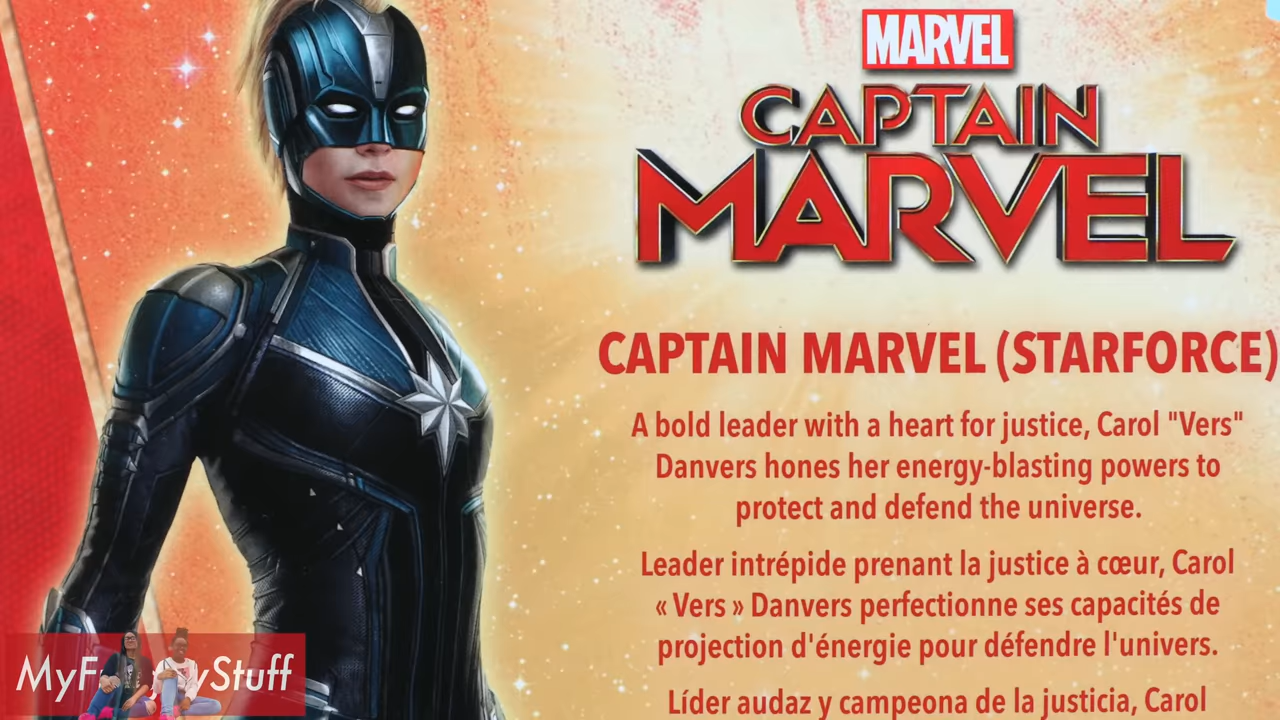 MARVEL
CAPTAIN
MARVEL
CAPTAIN MARVEL (STARFORCE)
A bold leader with a heart for justice, Carol "Vers"
Danvers hones her energy-blasting powers to
protect and defend the universe.
Leader intrépide prenant la justice à cœur, Carol
« Vers » Danvers perfectionne ses capacités de
projection d'énergie pour défendre l'univers.
Líder audaz y campeona de la justicia, Carol